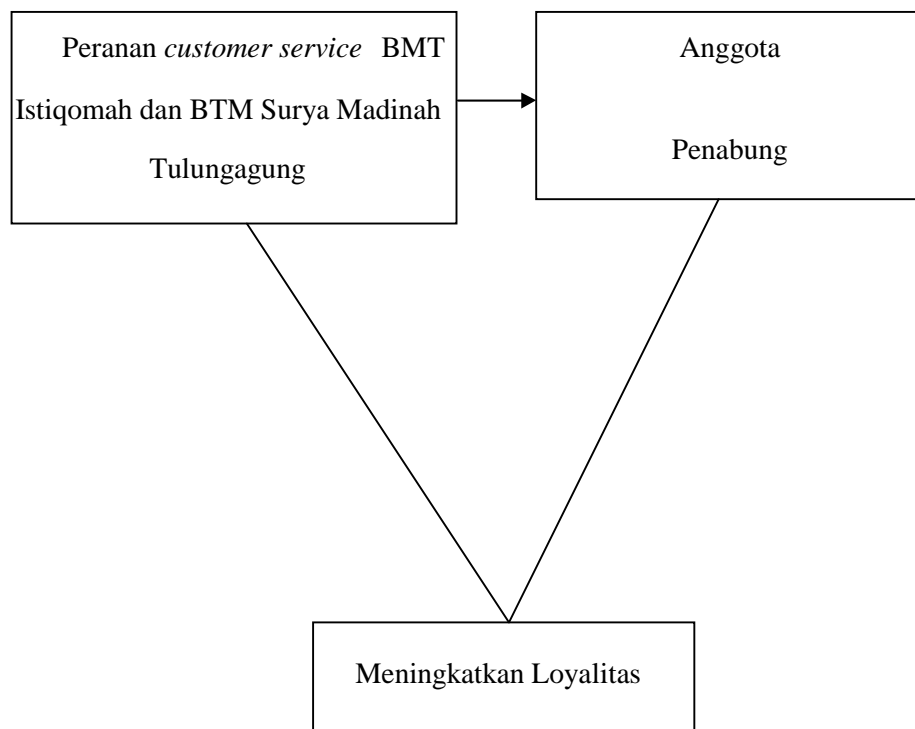 Peranan customer service BMT
Istiqomah dan BTM Surya Madinah
Tulungagung
Anggota
Penabung
Meningkatkan Loyalitas